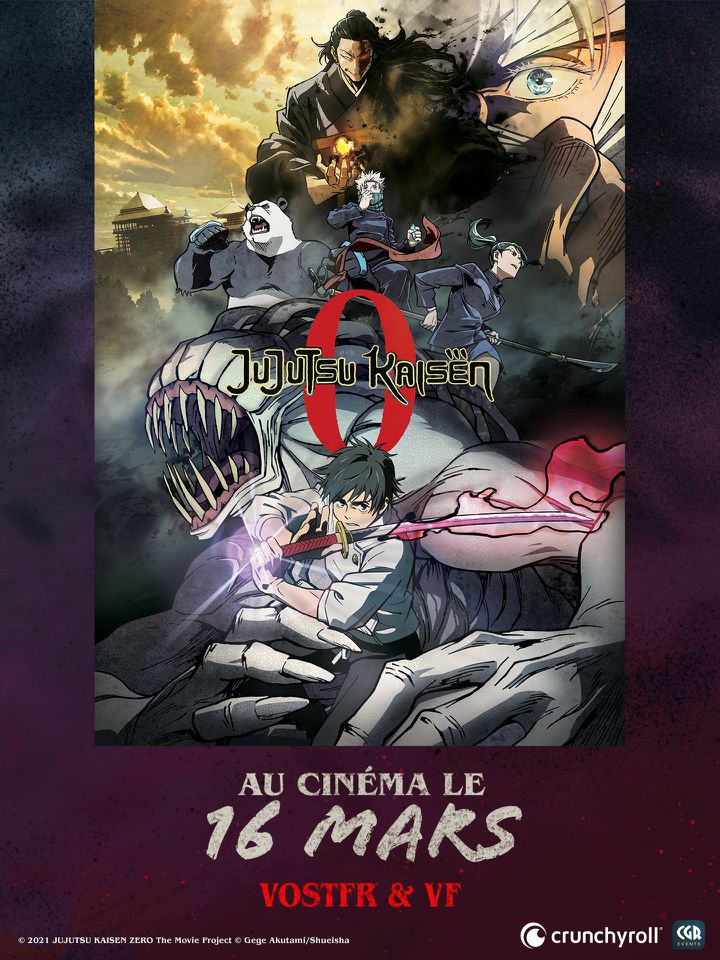 0
JUJUTSU KAISEN
AU CINÉMA LE
16 MARS
VOSTFR & VF
© 2021 JUJUTSU KAISEN ZERO The Movie Project © Gege Akutami/Shueisha
crunchyroll
CGR
EVENTS